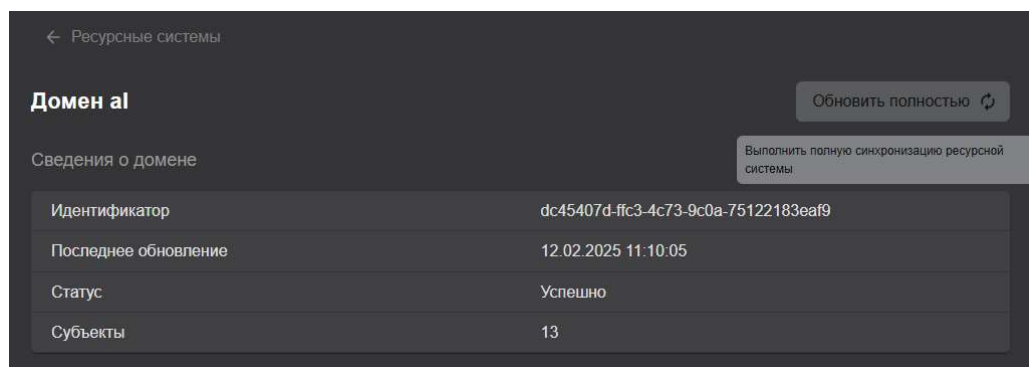 ← Ресурсные системы
Домен al
Обновить полностью
Сведения о домене
Выполнить полную синхронизацию ресурсной
системы
Идентификатор dc45407d-ffc3-4c73-9c0a-75122183eaf9
Последнее обновление 12.02.2025 11:10:05
Статус Успешно
Субъекты 13